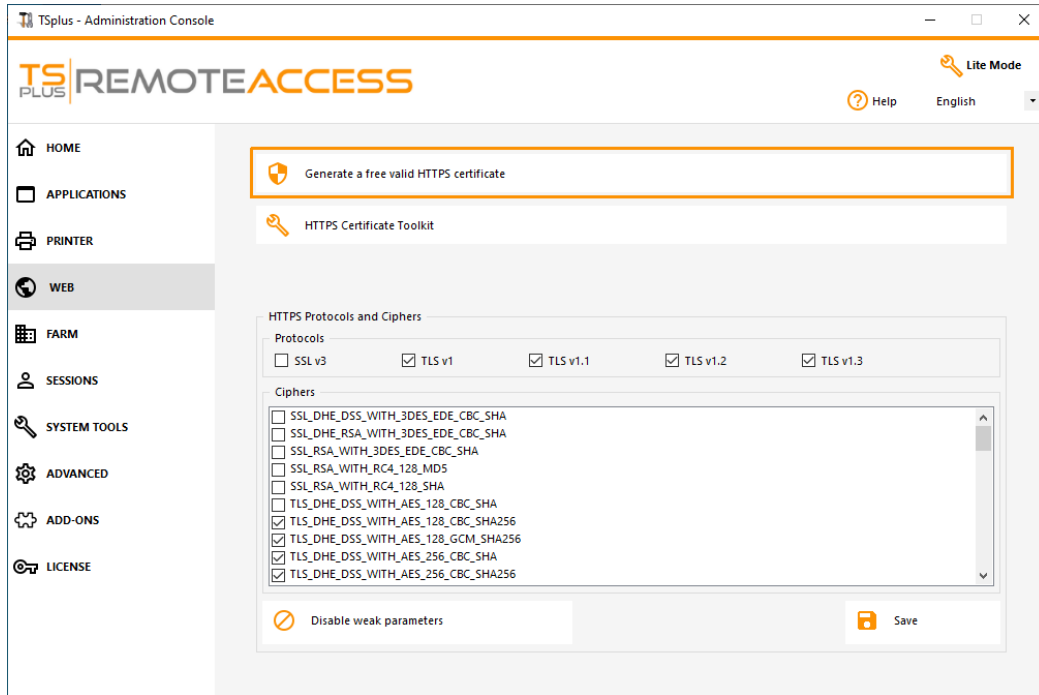 TSplus - Administration Console
TS PLUS REMOTEACCESS
Lite Mode
Help English
HOME
APPLICATIONS
PRINTER
WEB
FARM
SESSIONS
SYSTEM TOOLS
ADVANCED
ADD-ONS
LICENSE
Generate a free valid HTTPS certificate
HTTPS Certificate Toolkit
HTTPS Protocols and Ciphers
Protocols
SSL v3 TLS v1 TLS v1.1 TLS v1.2 TLS v1.3
Ciphers
SSL_DHE_DSS_WITH_3DES_EDE_CBC_SHA
SSL_DHE_RSA_WITH_3DES_EDE_CBC_SHA
SSL_RSA_WITH_3DES_EDE_CBC_SHA
SSL_RSA_WITH_RC4_128_MD5
SSL_RSA_WITH_RC4_128_SHA
TLS_DHE_DSS_WITH_AES_128_CBC_SHA
TLS_DHE_DSS_WITH_AES_128_CBC_SHA256
TLS_DHE_DSS_WITH_AES_128_GCM_SHA256
TLS_DHE_DSS_WITH_AES_256_CBC_SHA
TLS_DHE_DSS_WITH_AES_256_CBC_SHA256
Disable weak parameters
Save